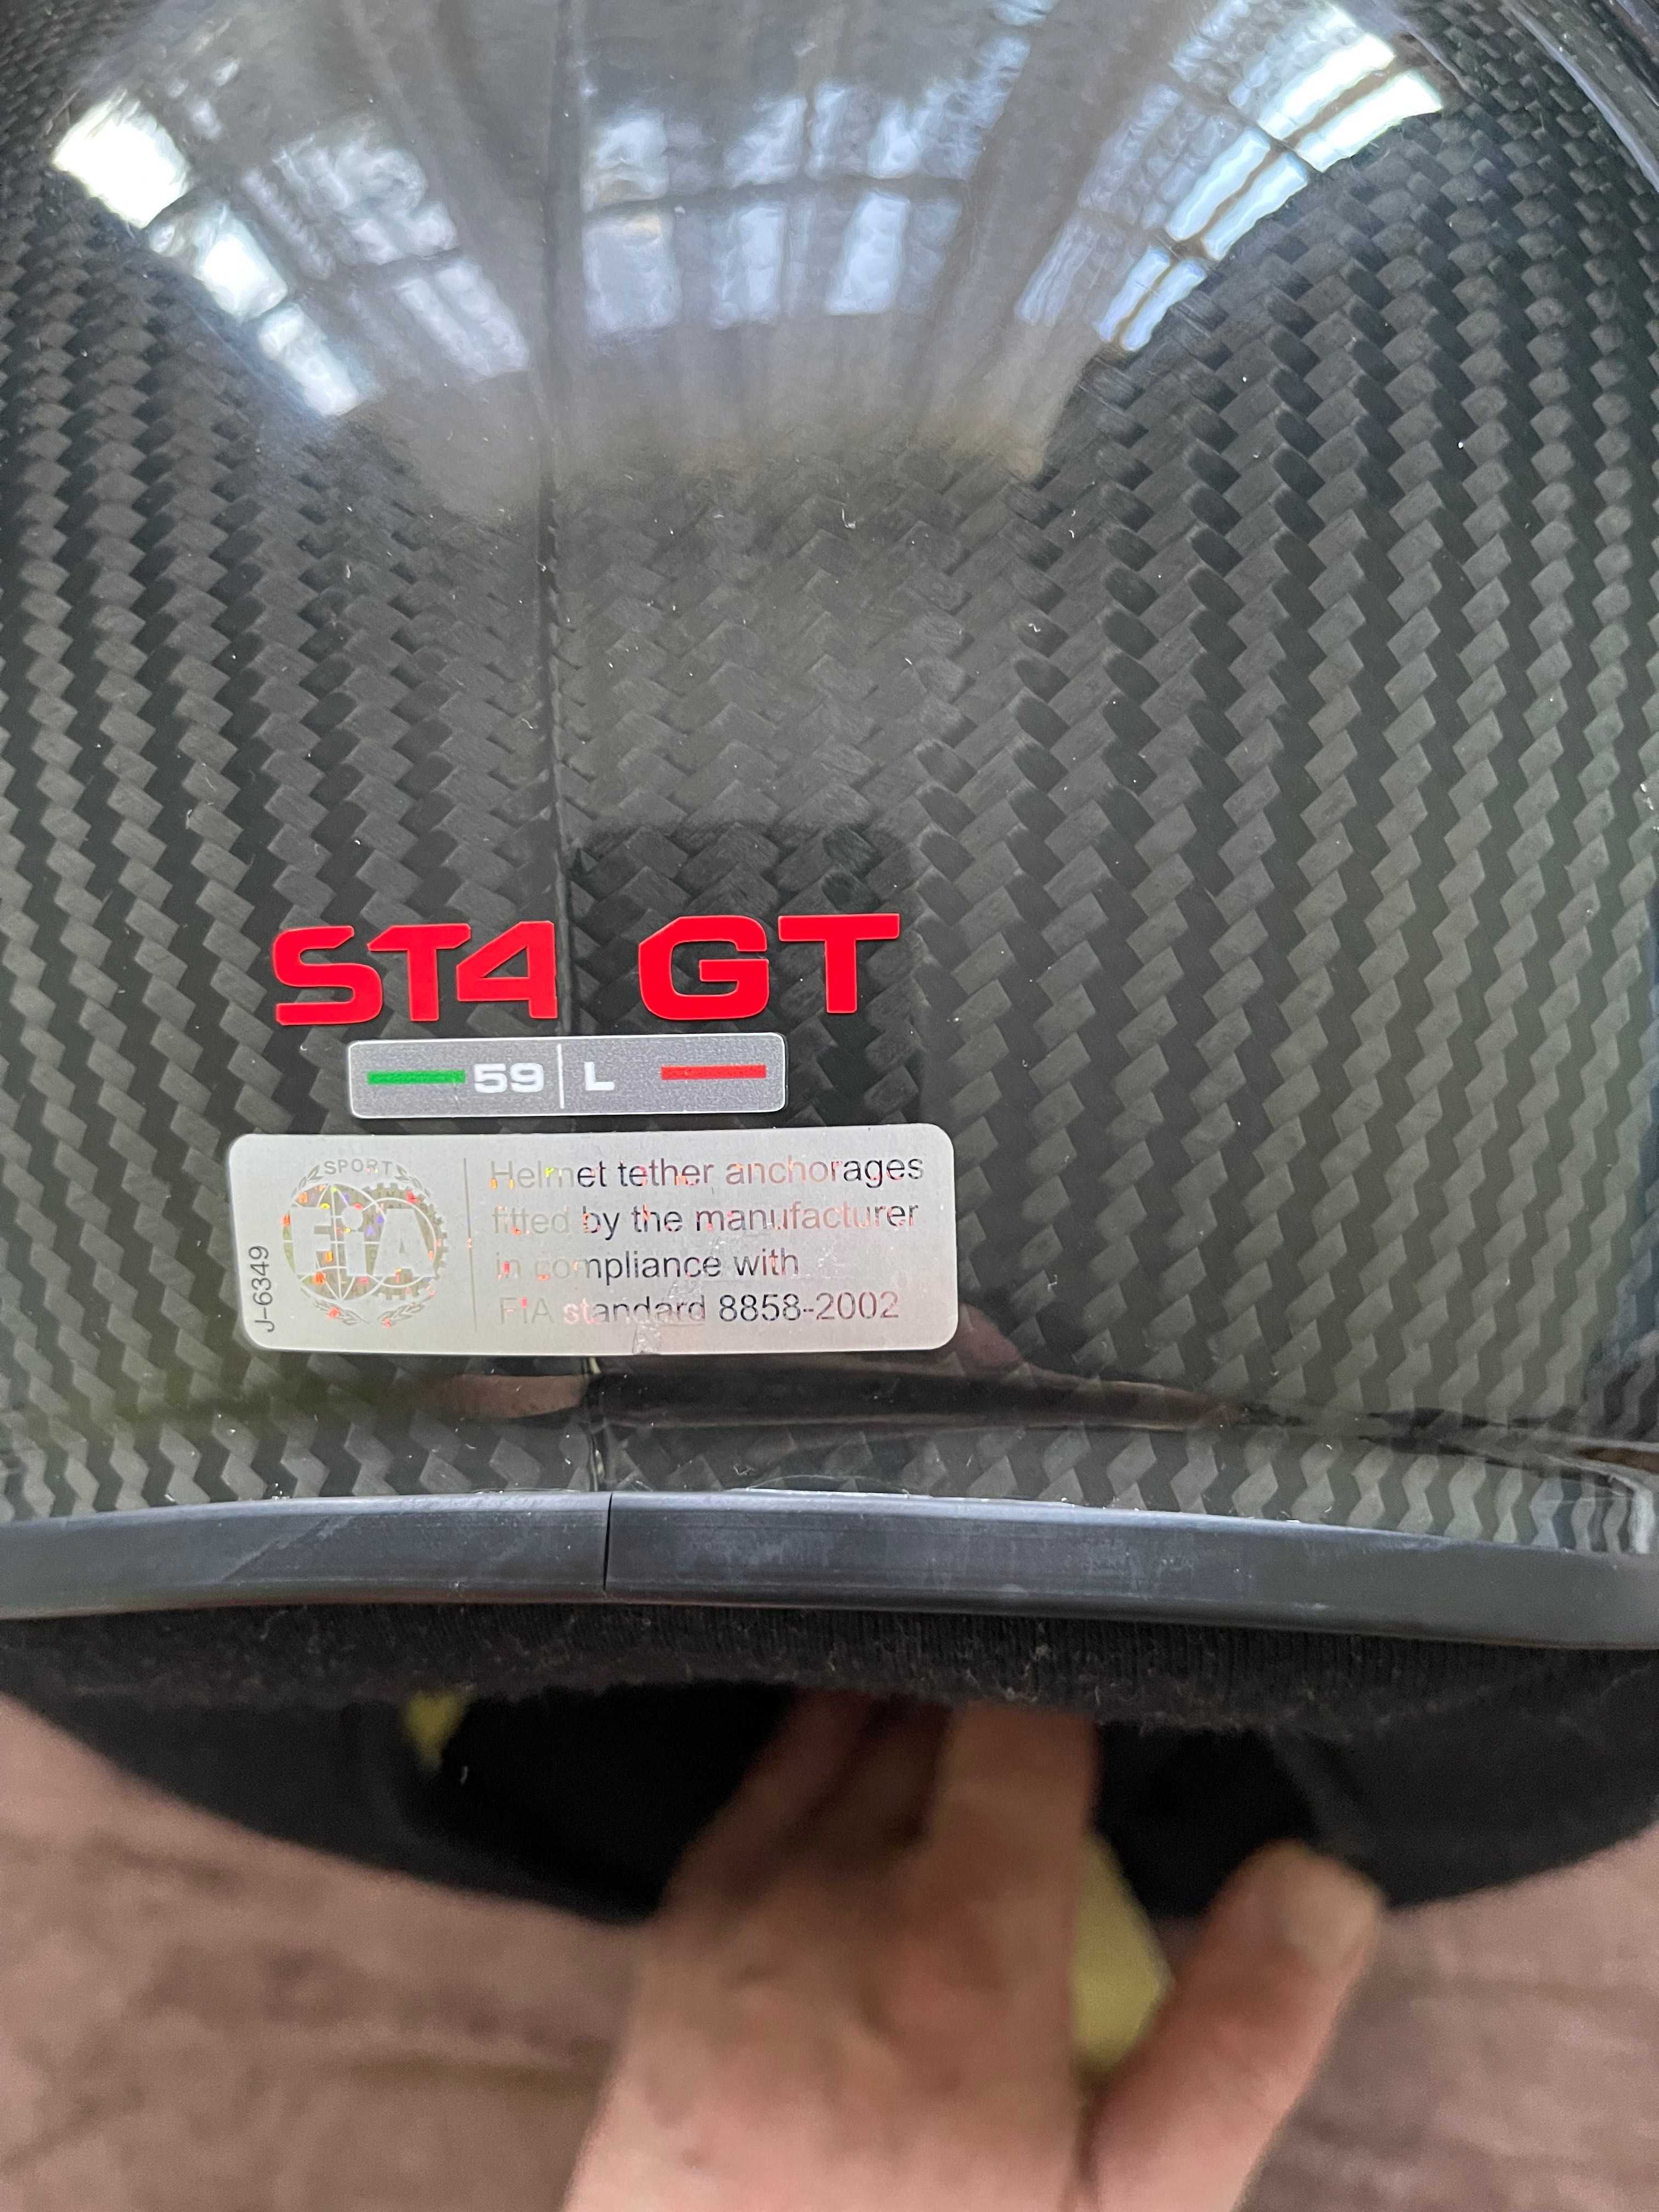 ST4 GT
59 L
SPORT
FiA
J-6349
Helmet tether anchorages
fitted by the manufacturer
in compliance with
FIA standard 8858-2002